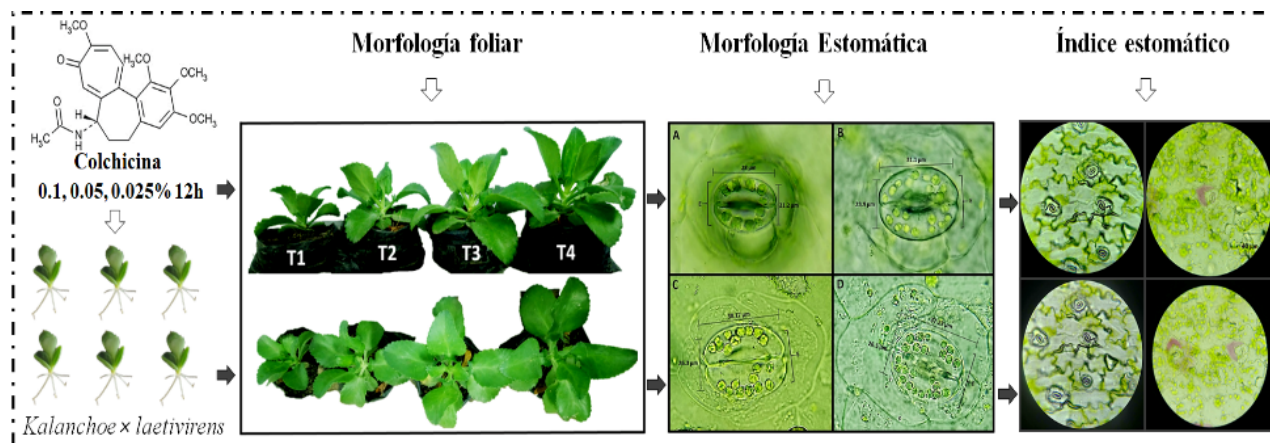 Morfología foliar
Morfología Estomática
Índice estomático
H₃CO
O
OCH₃
OCH₃
OCH₃
O
H
H₃C
N
H
Colchicina
0.1, 0.05, 0.025% 12h
T1
T2
T3
T4
A
B
C
D
Kalanchoe × laetivirens